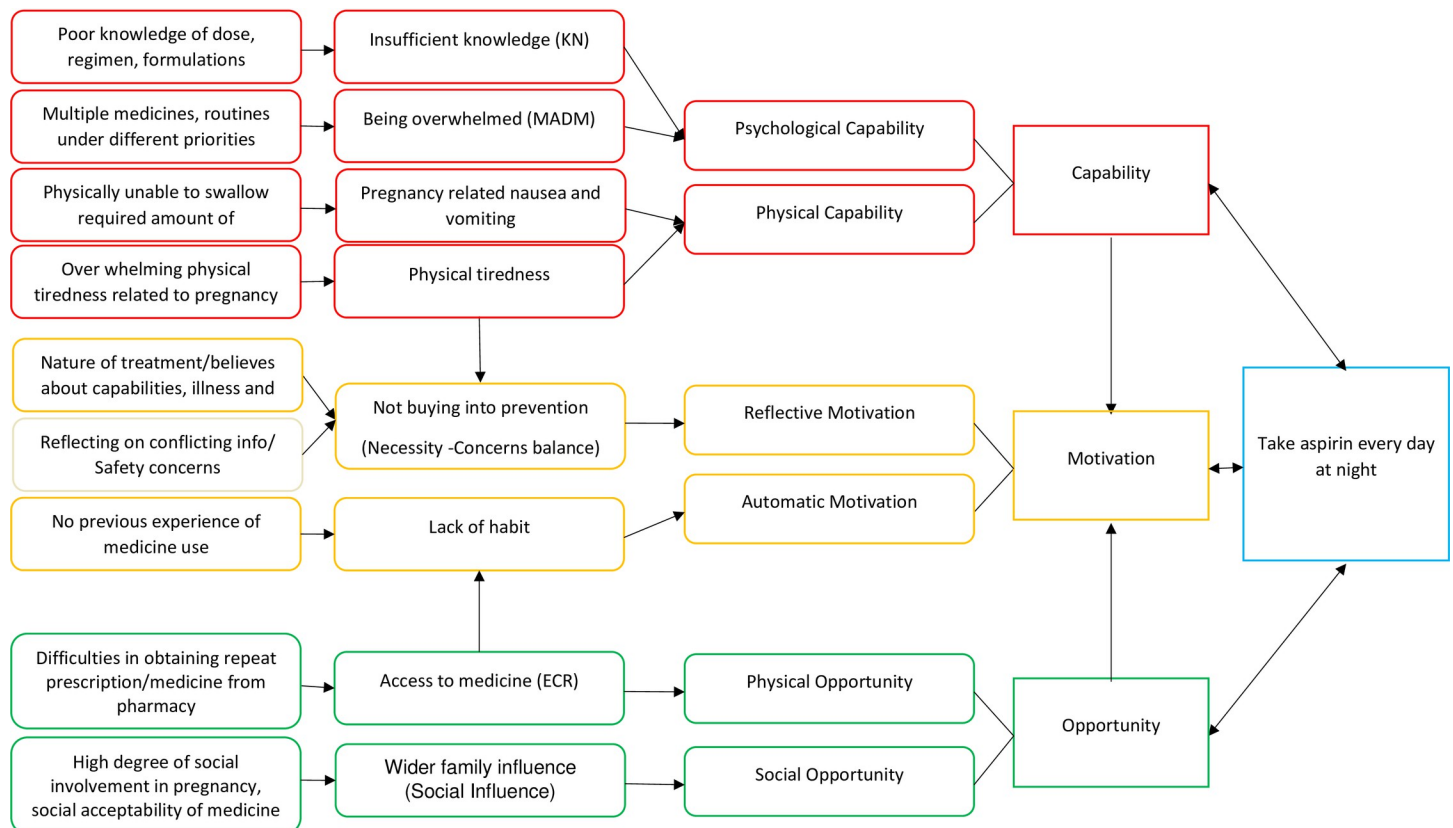 Poor knowledge of dose,
regimen, formulations
Insufficient knowledge (KN)
Multiple medicines, routines
under different priorities
Being overwhelmed (MADM)
Psychological Capability
Physically unable to swallow
required amount of
Pregnancy related nausea and
vomiting
Physical Capability
Capability
Over whelming physical
tiredness related to pregnancy
Physical tiredness
Nature of treatment/believes
about capabilities, illness and
Not buying into prevention
(Necessity -Concerns balance)
Reflective Motivation
Reflecting on conflicting info/
Safety concerns
Motivation
Take aspirin every day
at night
No previous experience of
medicine use
Lack of habit
Automatic Motivation
Difficulties in obtaining repeat
prescription/medicine from
pharmacy
Access to medicine (ECR)
Physical Opportunity
Opportunity
High degree of social
involvement in pregnancy,
social acceptability of medicine
Wider family influence
(Social Influence)
Social Opportunity